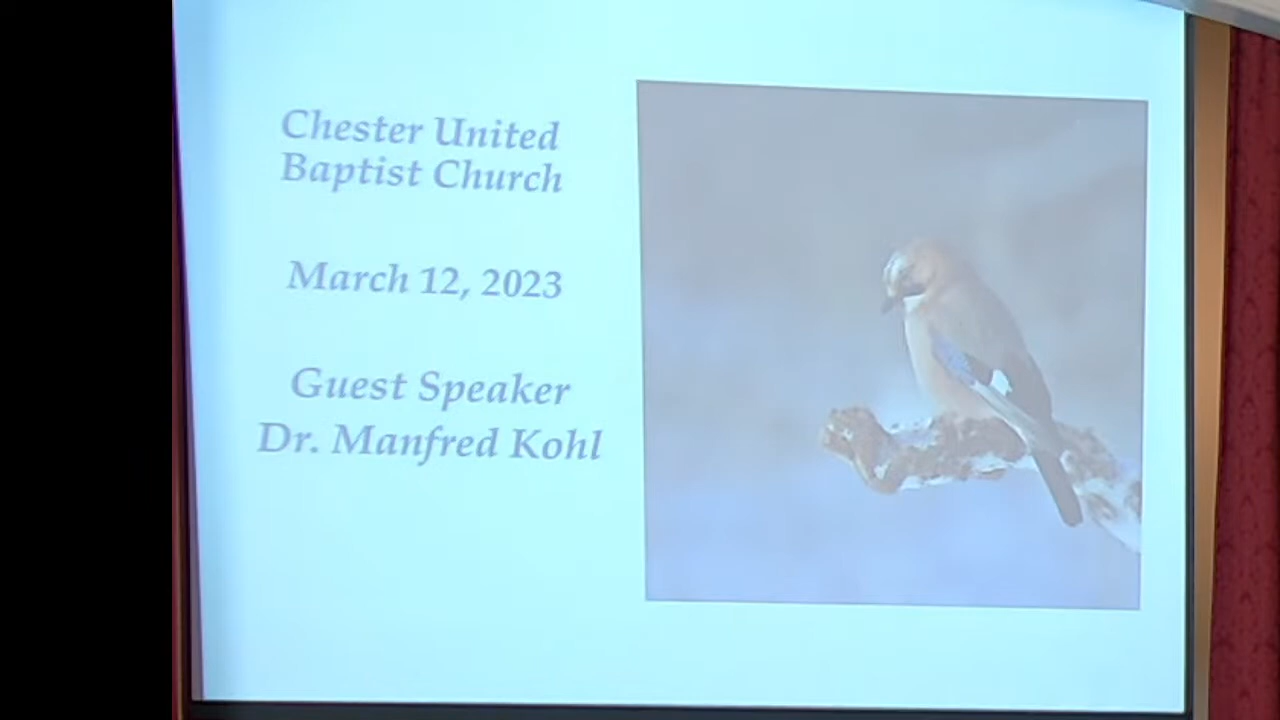 Chester United
Baptist Church
March 12, 2023
Guest Speaker
Dr. Manfred Kohl